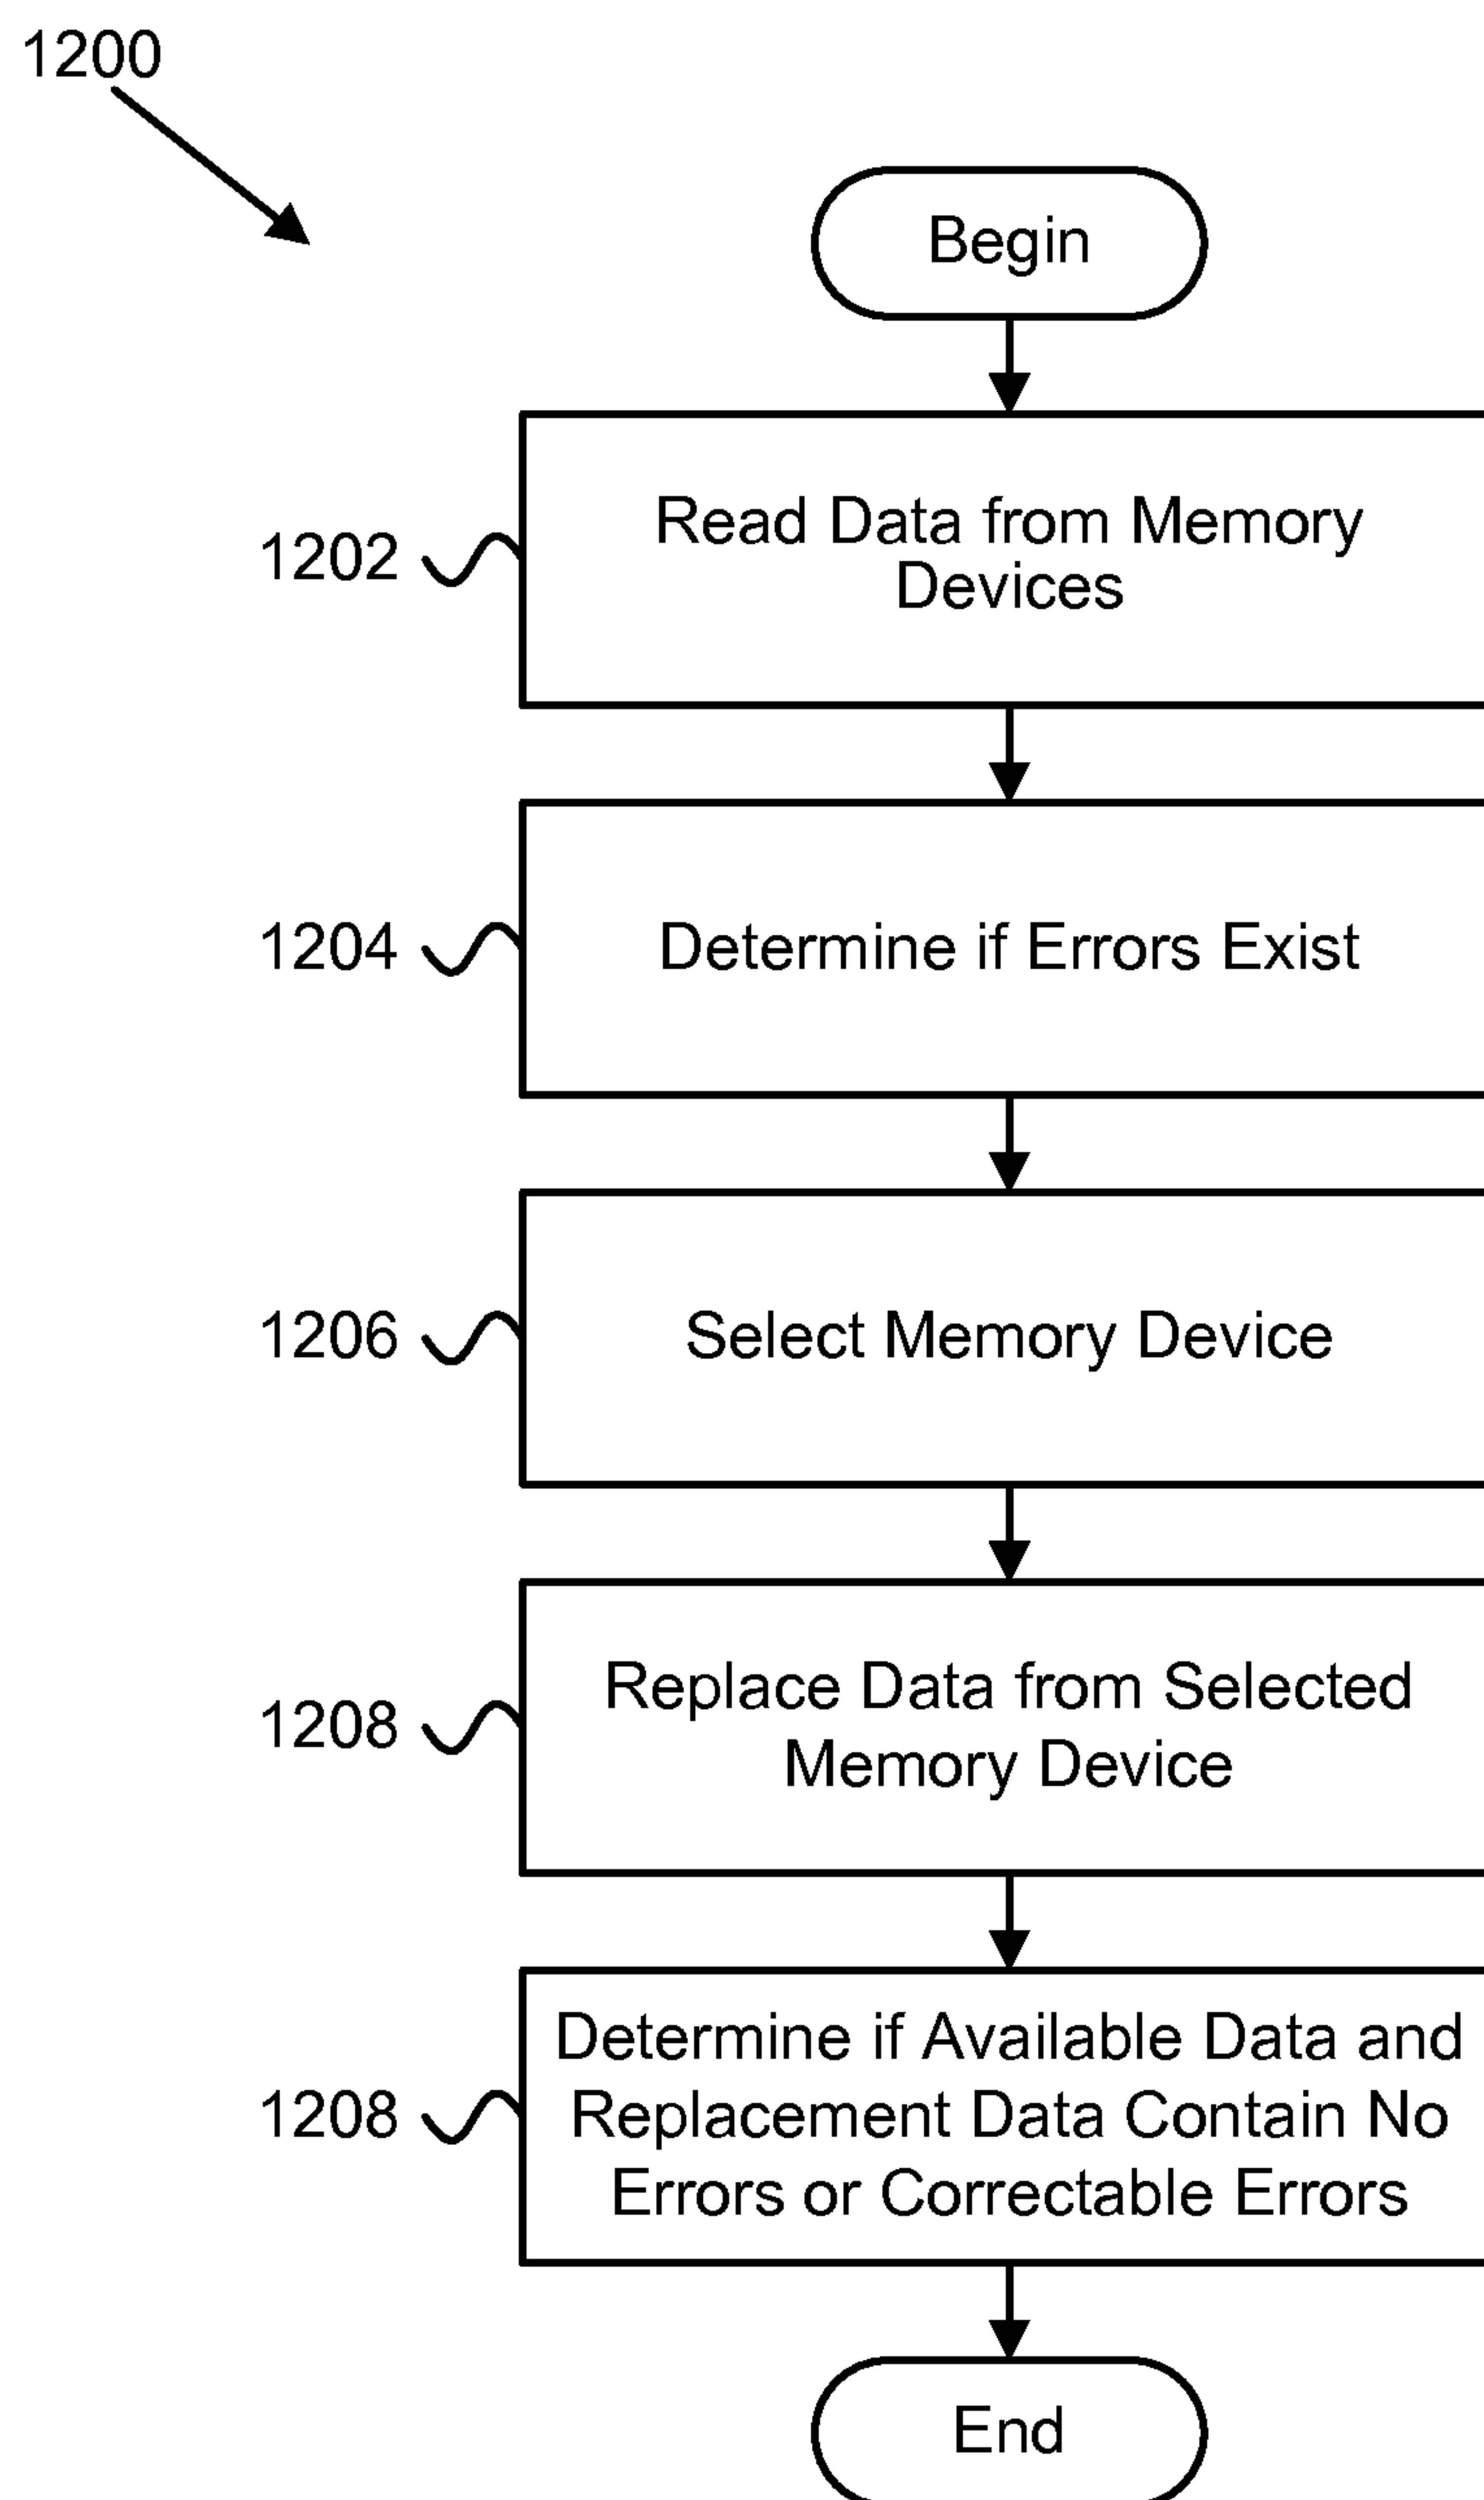 1200
Begin
1202
Read Data from Memory
Devices
1204
Determine if Errors Exist
1206
Select Memory Device
1208
Replace Data from Selected
Memory Device
1208
Determine if Available Data and
Replacement Data Contain No
Errors or Correctable Errors
End